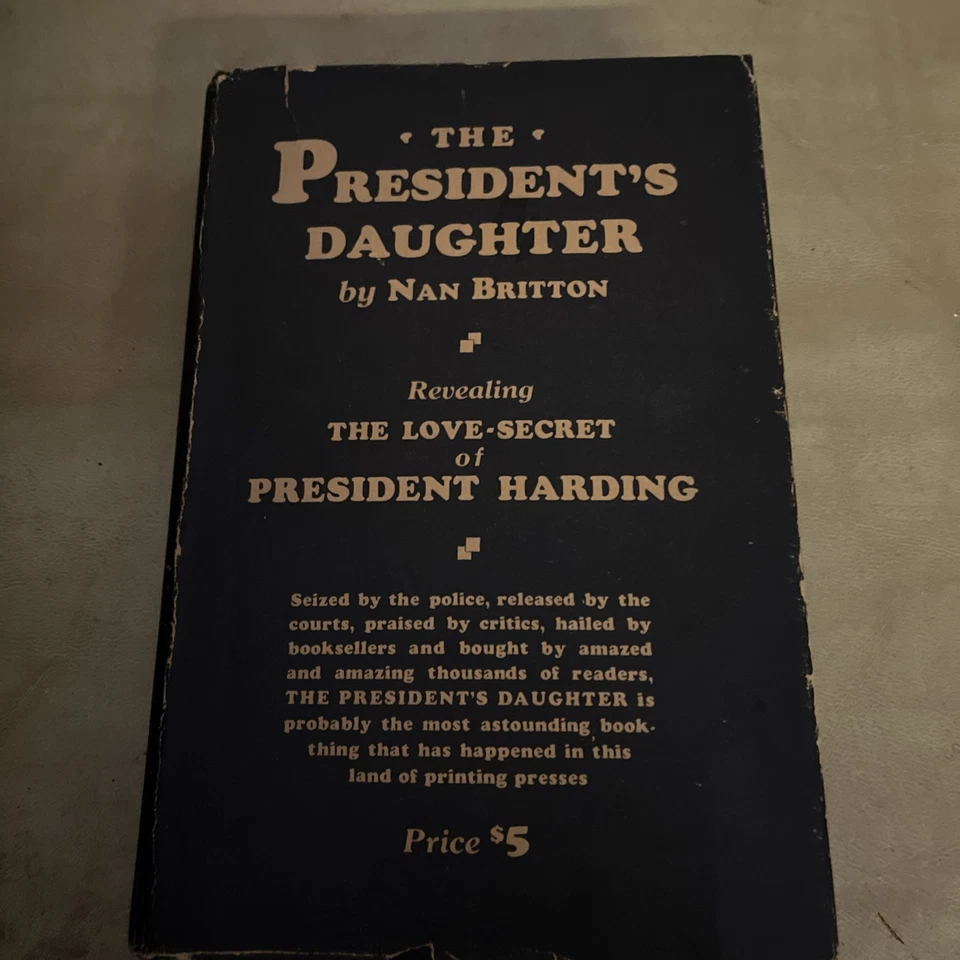 THE
PRESIDENT'S
DAUGHTER
by NAN BRITTON
Revealing
THE LOVE-SECRET
of
PRESIDENT HARDING
Seized by the police, released by the
courts, praised by critics, hailed by
booksellers and bought by amazed
and amazing thousands of readers,
THE PRESIDENT'S DAUGHTER is
probably the most astounding book-
thing that has happened in this
land of printing presses
Price $5